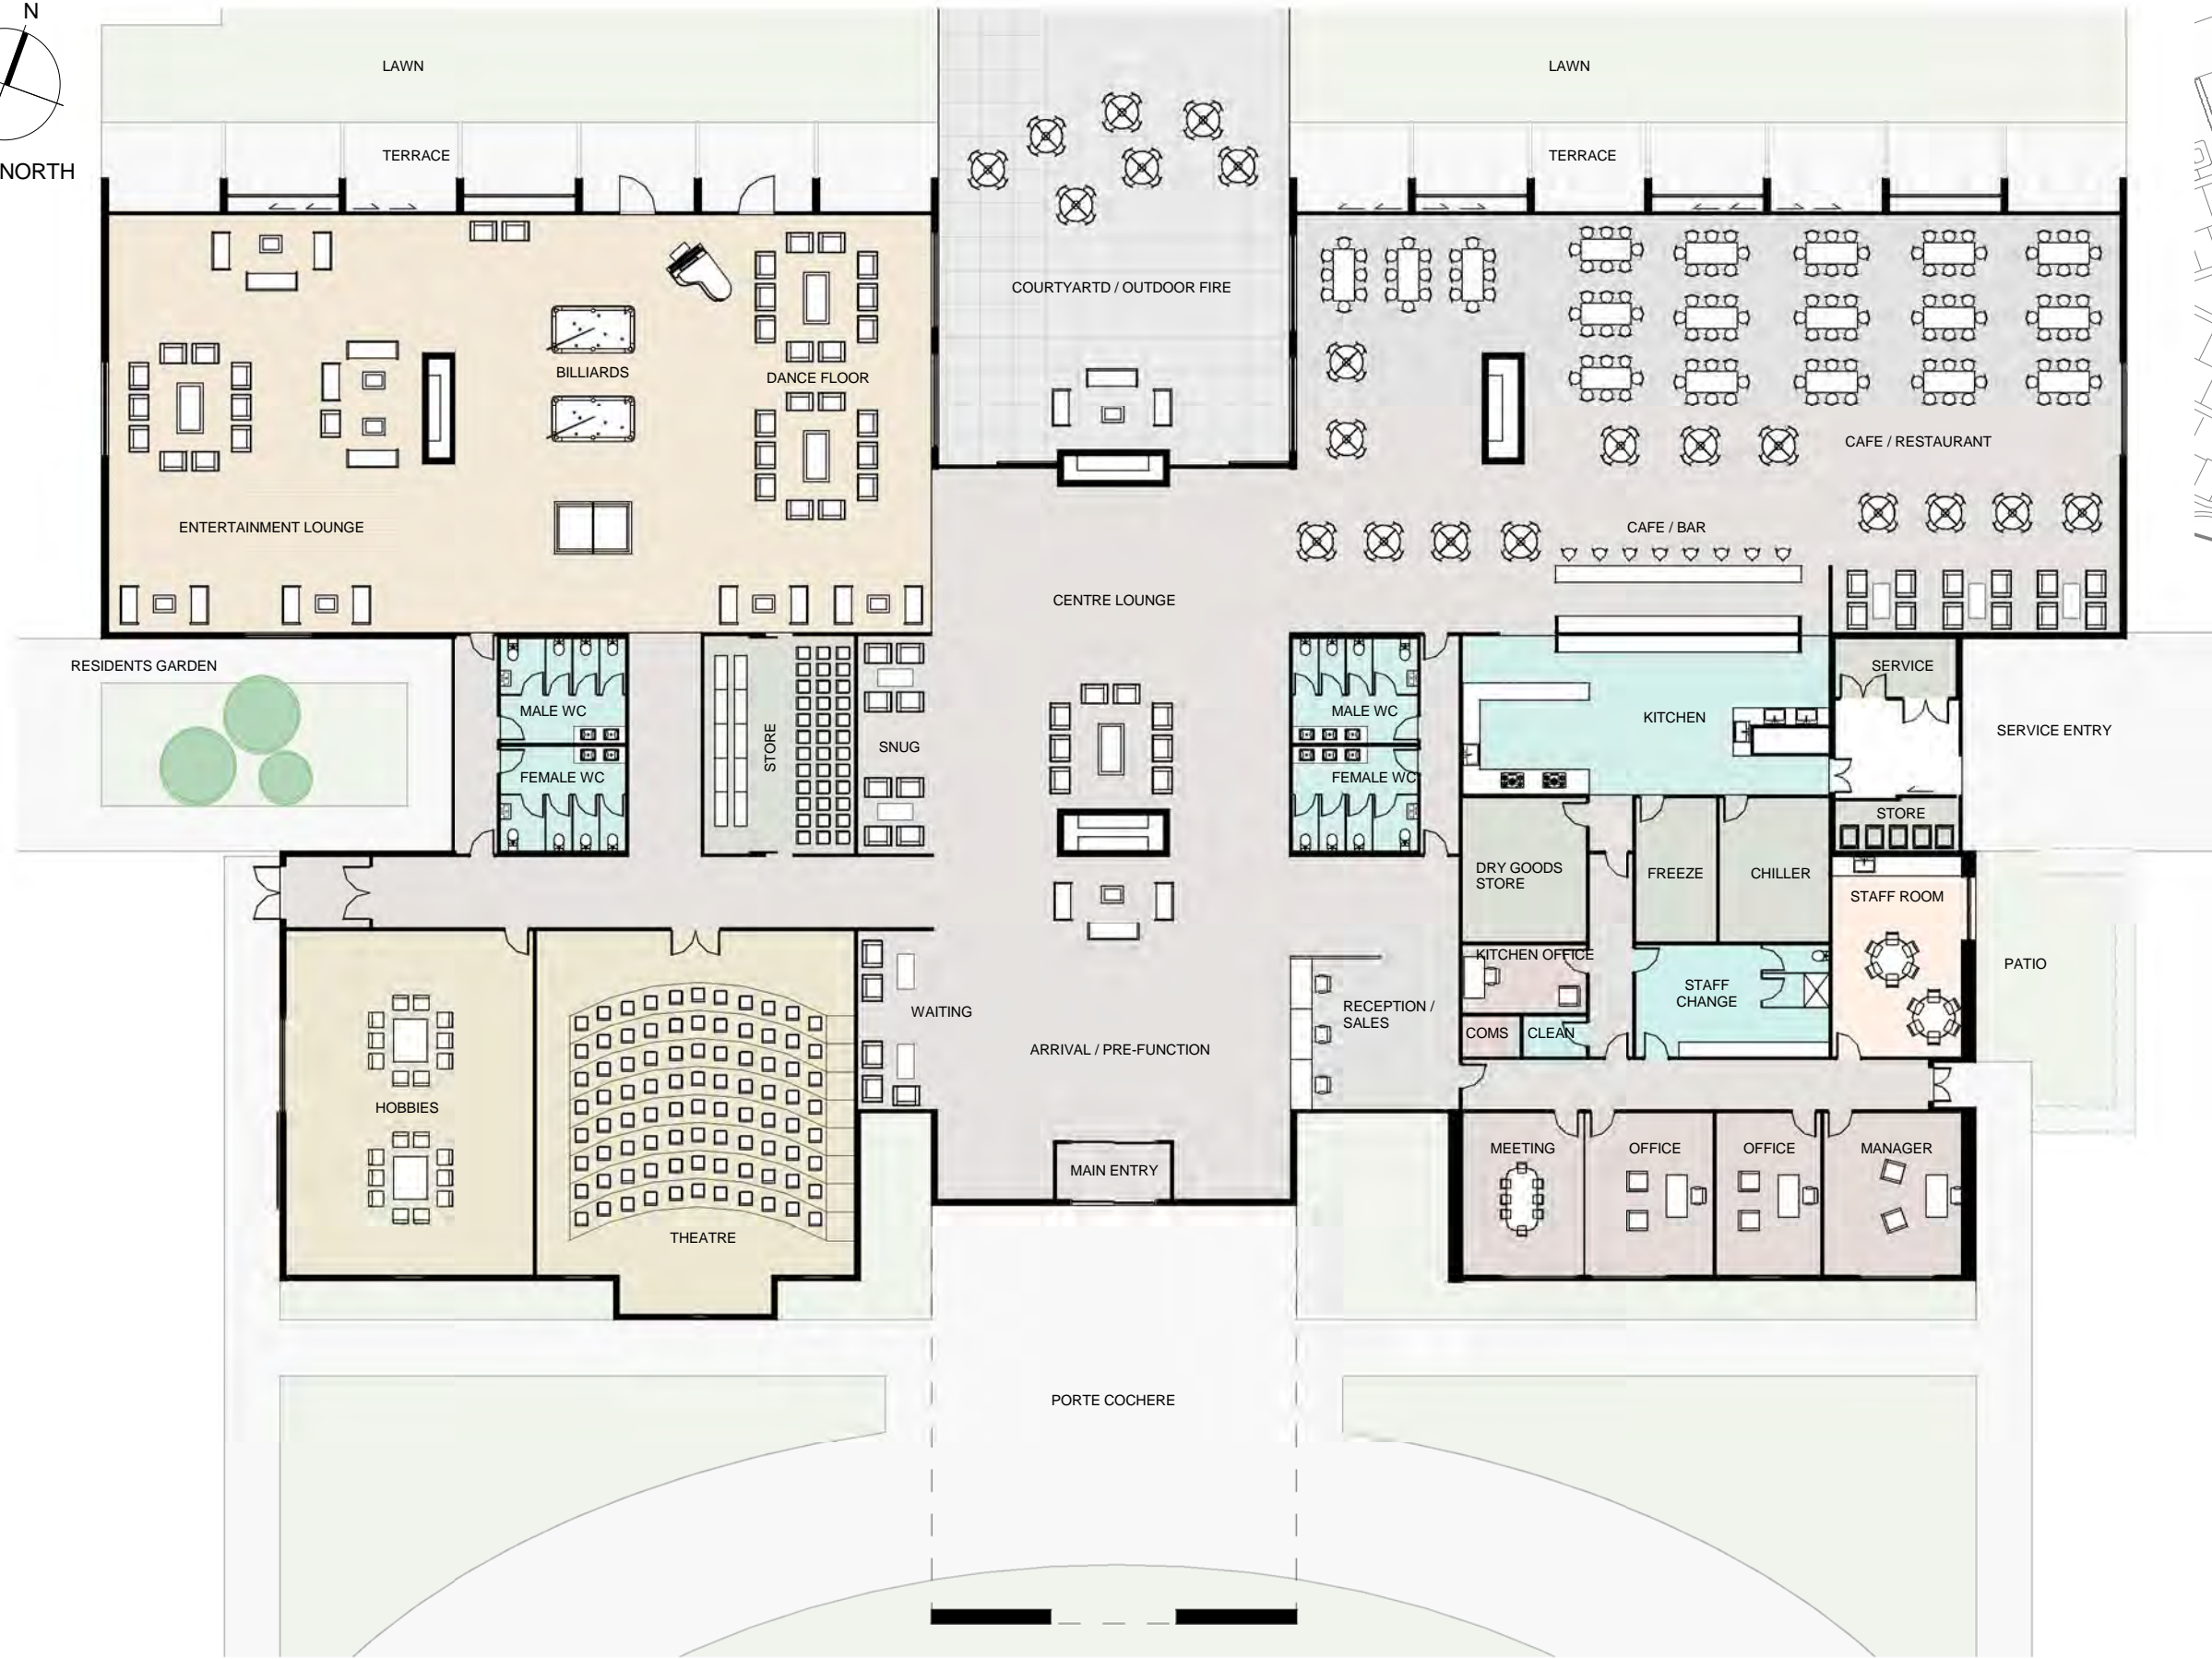 N
NORTH
LAWN
LAWN
TERRACE
TERRACE
COURTYARTD / OUTDOOR FIRE
BILLIARDS
DANCE FLOOR
CAFE / RESTAURANT
ENTERTAINMENT LOUNGE
CAFE / BAR
CENTRE LOUNGE
RESIDENTS GARDEN
MALE WC
FEMALE WC
STORE
SNUG
MALE WC
FEMALE WC
KITCHEN
SERVICE
SERVICE ENTRY
STORE
DRY GOODS
STORE
FREEZE
CHILLER
STAFF ROOM
KITCHEN OFFICE
STAFF
CHANGE
PATIO
WAITING
RECEPTION /
SALES
COMS
CLEAN
ARRIVAL / PRE-FUNCTION
HOBBIES
THEATRE
MAIN ENTRY
MEETING
OFFICE
OFFICE
MANAGER
PORTE COCHERE